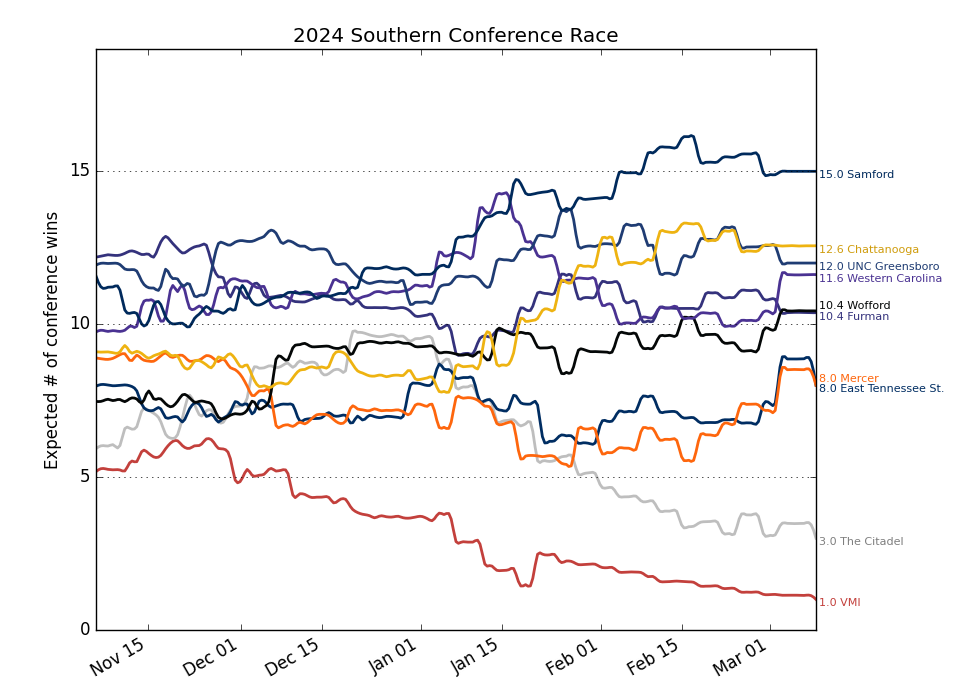 2024 Southern Conference Race
Expected # of conference wins
15
10
5
0
15.0 Samford
12.6 Chattanooga
12.0 UNC Greensboro
11.6 Western Carolina
10.4 Wofford
10.4 Furman
8.0 Mercer
8.0 East Tennessee St.
3.0 The Citadel
1.0 VMI
Nov 15
Dec 01
Dec 15
Jan 01
Jan 15
Feb 01
Feb 15
Mar 01